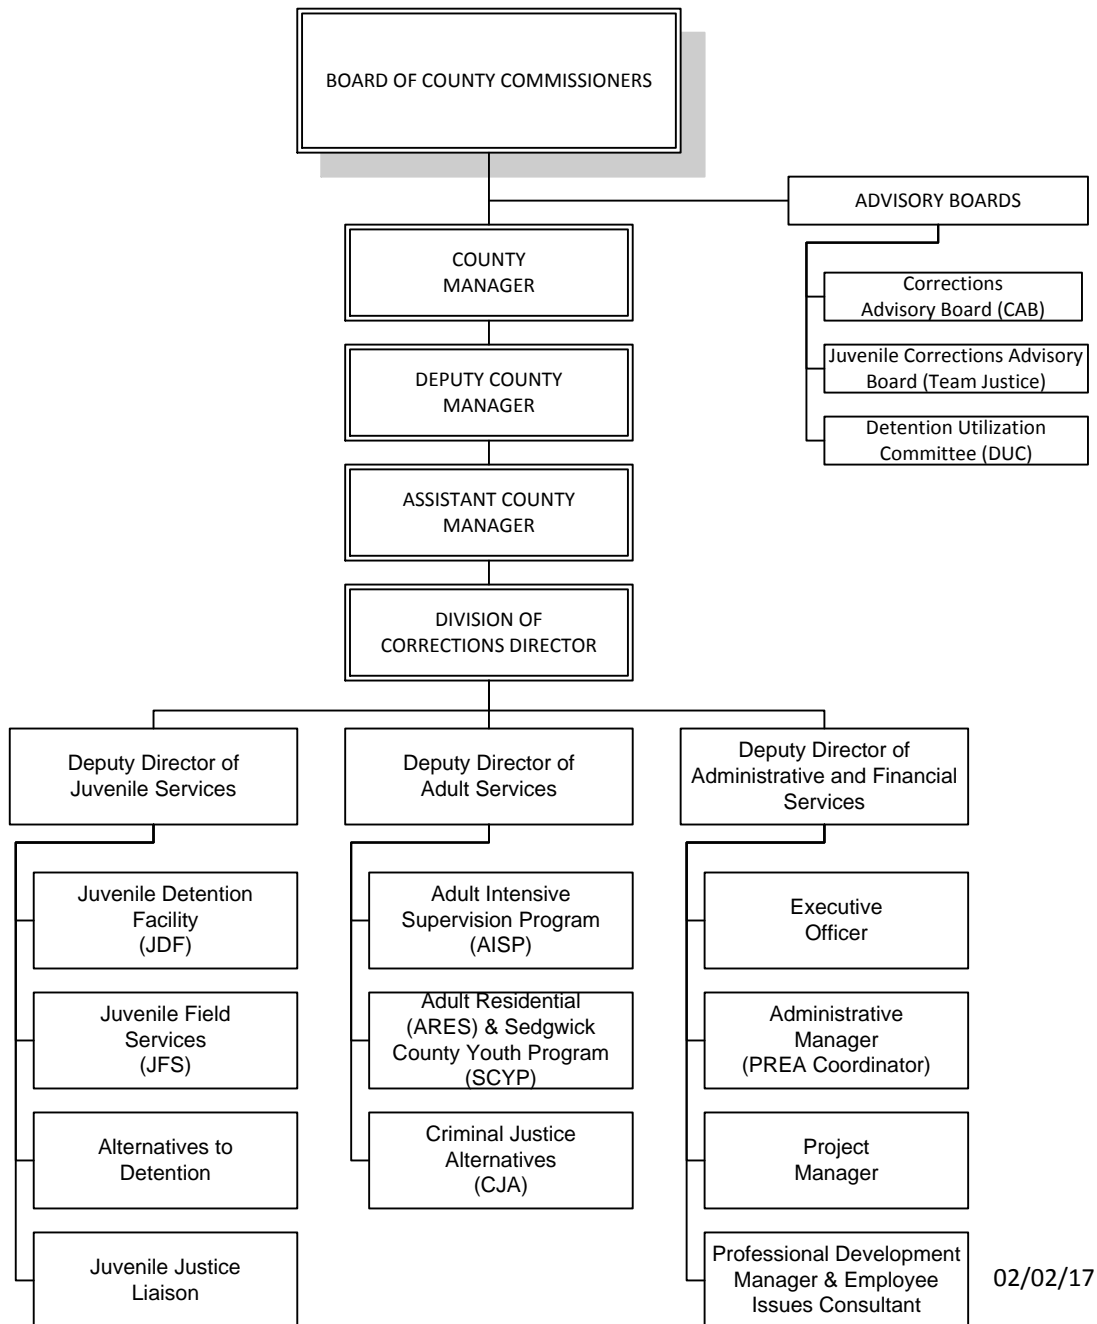 BOARD OF COUNTY COMMISSIONERS
ADVISORY BOARDS
COUNTY
MANAGER
Corrections
Advisory Board (CAB)
Juvenile Corrections Advisory
Board (Team Justice)
DEPUTY COUNTY
MANAGER
Detention Utilization
Committee (DUC)
ASSISTANT COUNTY
MANAGER
DIVISION OF
CORRECTIONS DIRECTOR
Deputy Director of
Juvenile Services
Deputy Director of
Adult Services
Deputy Director of
Administrative and Financial
Services
Juvenile Detention
Facility
(JDF)
Adult Intensive
Supervision Program
(AISP)
Executive
Officer
Juvenile Field
Services
(JFS)
Adult Residential
(ARES) & Sedgwick
County Youth Program
(SCYP)
Administrative
Manager
(PREA Coordinator)
Alternatives to
Detention
Criminal Justice
Alternatives
(CJA)
Project
Manager
Juvenile Justice
Liaison
Professional Development
Manager & Employee
Issues Consultant
02/02/17